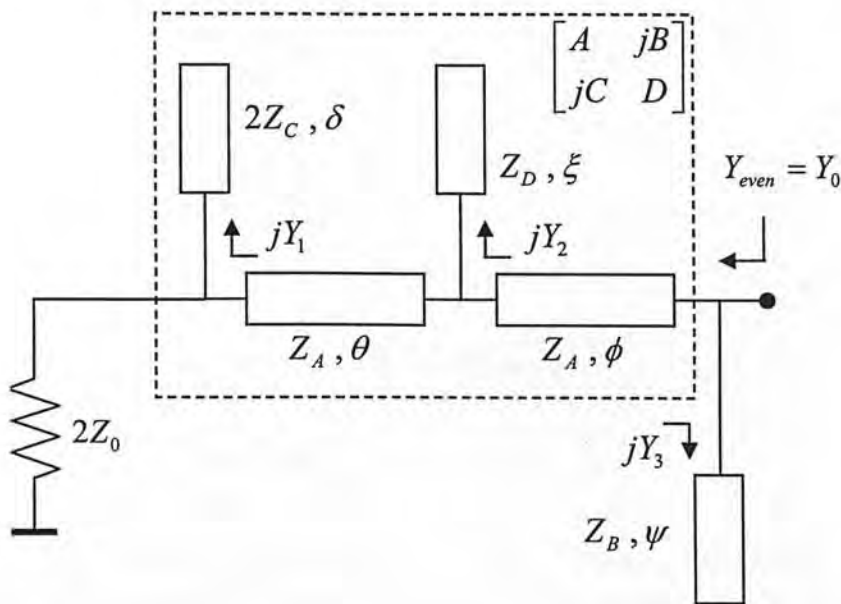 A jB
jC D
2Z_C , δ
Z_D , ξ
Y_even = Y_0
jY_1
jY_2
Z_A , θ
Z_A , ϕ
2Z_0
jY_3
Z_B , ψ